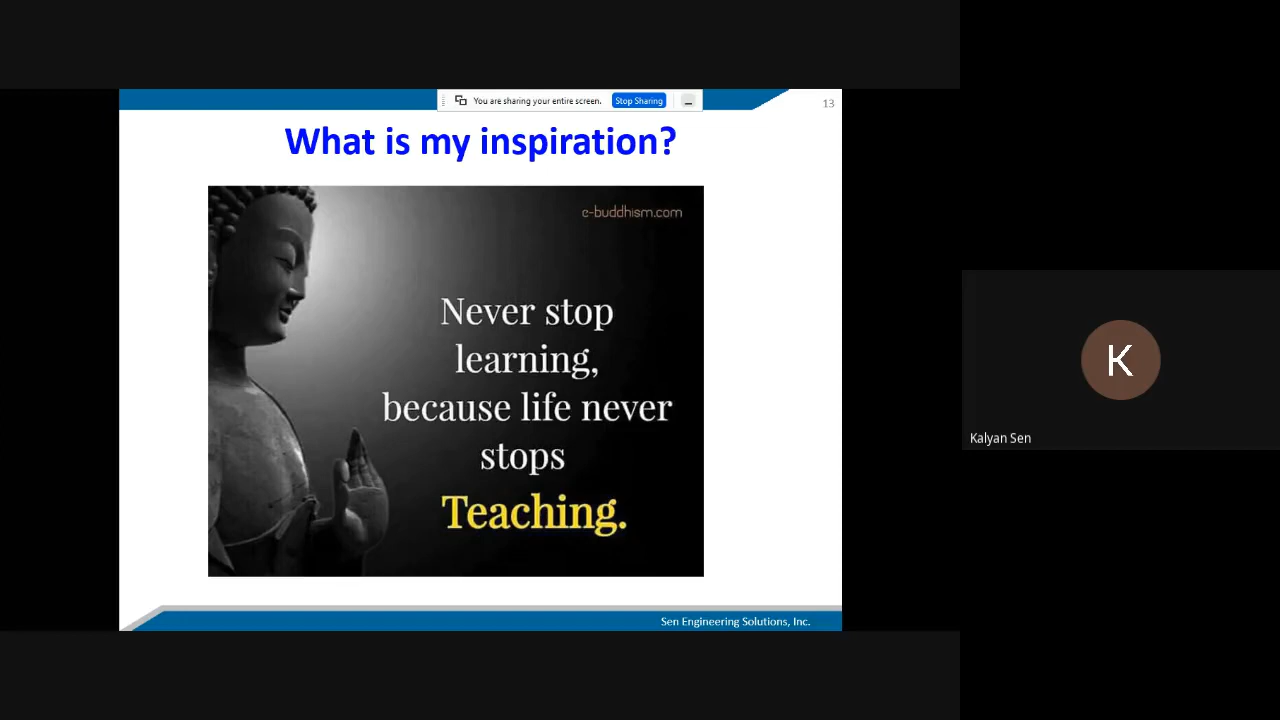 You are sharing your entire screen.
Stop Sharing
13
What is my inspiration?
e-buddhism.com
Never stop
learning,
because life never
stops
Teaching.
K
Kalyan Sen
Sen Engineering Solutions, Inc.